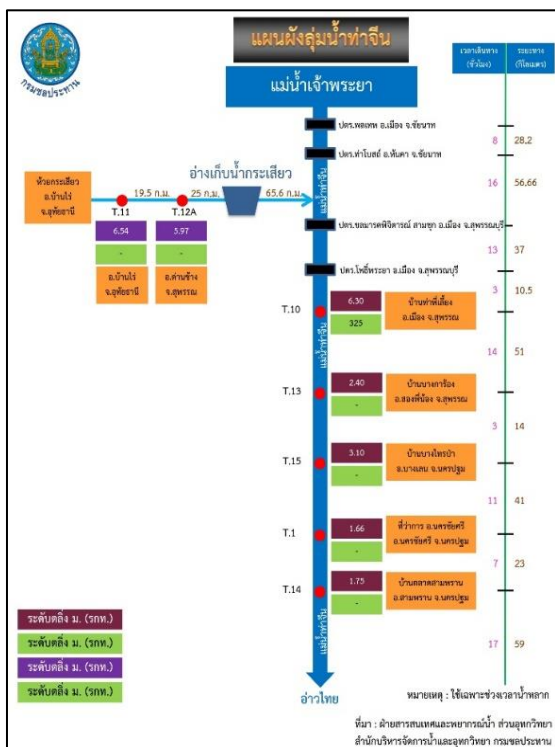 แผนผังลุ่มน้ำท่าจีน
กรมชลประทาน
แม่น้ำเจ้าพระยา
เวลาเดินทาง
(ชั่วโมง)
ระยะทาง
(กิโลเมตร)
ปตร.พลเทพ อ.เมือง จ.ชัยนาท
8
28.2
ปตร.ท่าโบสถ์ อ.หันคา จ.ชัยนาท
อ่างเก็บน้ำกระเสียว
ห้วยกระเสียว
อ.บ้านไร่
จ.อุทัยธานี
19.5 ก.ม.
25 ก.ม.
65.6 ก.ม.
T.11
T.12A
แม่น้ำท่าจีน
16
56.66
6.54
5.97
-
-
อ.บ้านไร่
จ.อุทัยธานี
อ.ด่านช้าง
จ.สุพรรณ
ปตร.ชลมารคพิจิตารณ์ สามชุก อ.เมือง จ.สุพรรณบุรี
13
37
ปตร.โพธิ์พระยา อ.เมือง จ.สุพรรณบุรี
3
10.5
T.10
6.30
325
บ้านท่าพี่เลี้ยง
อ.เมือง จ.สุพรรณ
แม่น้ำท่าจีน
14
51
T.13
2.40
-
บ้านบางการ้อง
อ.สองพี่น้อง จ.สุพรรณ
3
14
T.15
3.10
-
บ้านบางไทรป่า
อ.บางเลน จ.นครปฐม
11
41
T.1
1.66
-
ที่ว่าการ อ.นครชัยศรี
อ.นครชัยศรี จ.นครปฐม
7
23
T.14
1.75
-
บ้านตลาดสามพราน
อ.สามพราน จ.นครปฐม
แม่น้ำท่าจีน
17
59
ระดับตลิ่ง ม. (รทก.)
ระดับตลิ่ง ม. (รทก.)
ระดับตลิ่ง ม. (รทก.)
ระดับตลิ่ง ม. (รทก.)
อ่าวไทย
หมายเหตุ : ใช้เฉพาะช่วงเวลาน้ำหลาก
ที่มา : ฝ่ายสารสนเทศและพยากรณ์น้ำ ส่วนอุทกวิทยา
สำนักบริหารจัดการน้ำและอุทกวิทยา กรมชลประทาน